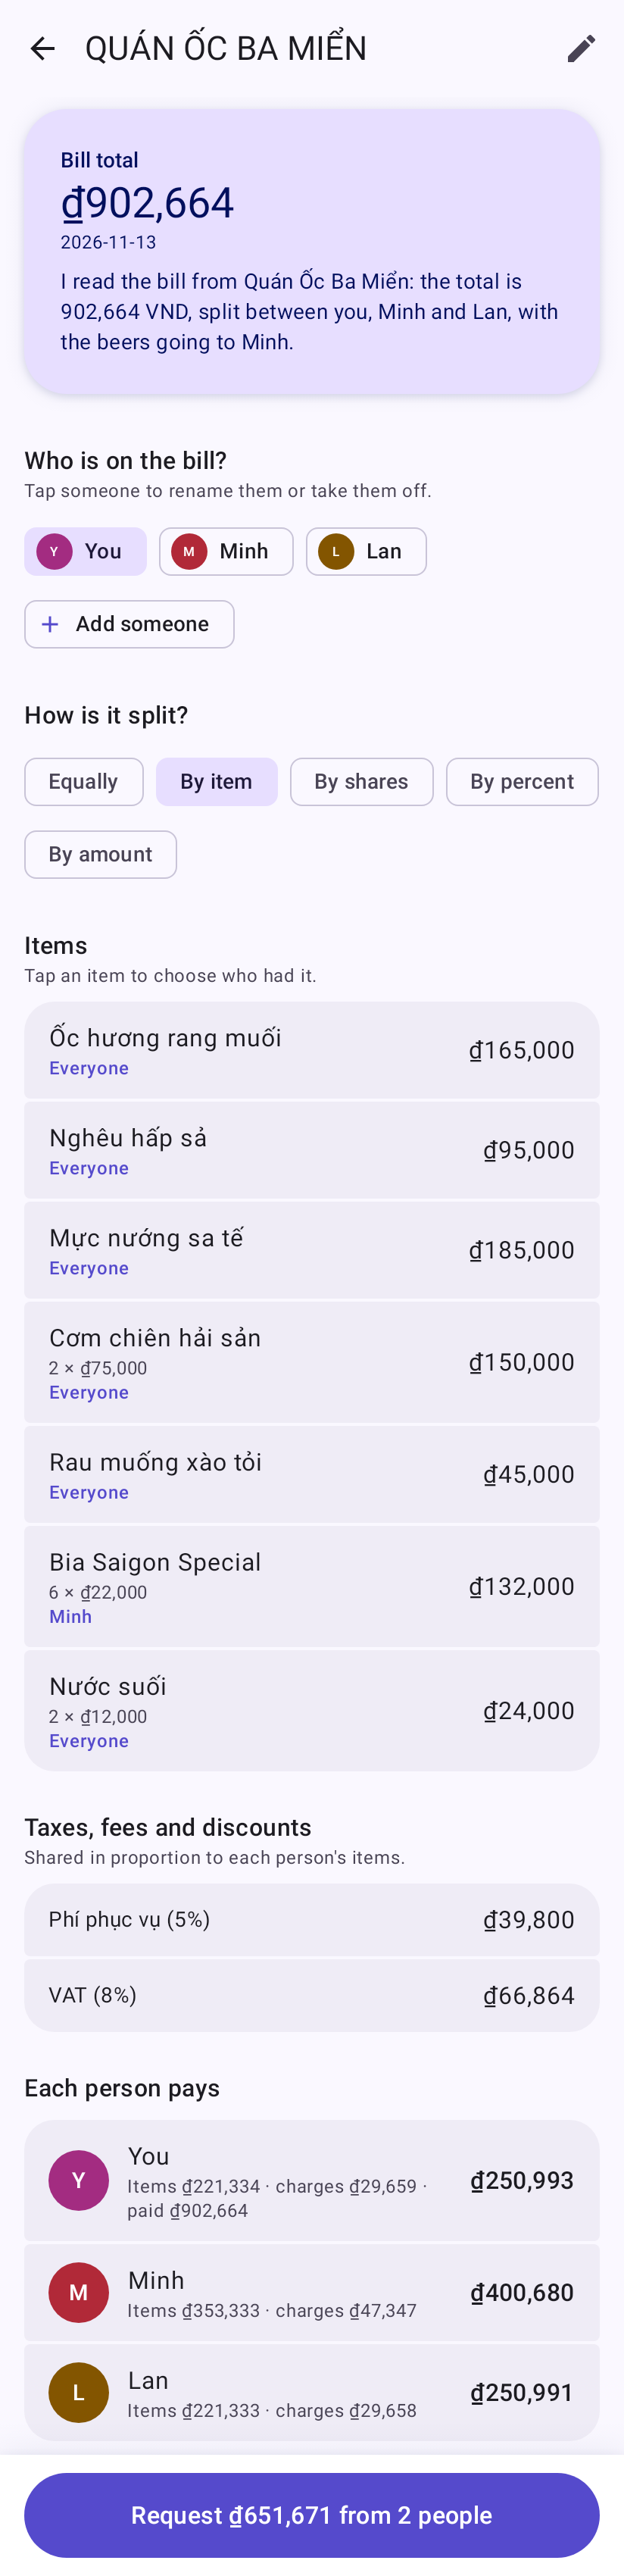 QUÁN ỐC BA MIỂN
Bill total
₫902,664
2026-11-13
I read the bill from Quán Ốc Ba Miển: the total is
902,664 VND, split between you, Minh and Lan, with
the beers going to Minh.
Who is on the bill?
Tap someone to rename them or take them off.
Y You
M Minh
L Lan
+ Add someone
How is it split?
Equally
By item
By shares
By percent
By amount
Items
Tap an item to choose who had it.
Ốc hương rang muối
Everyone
₫165,000
Nghêu hấp sả
Everyone
₫95,000
Mực nướng sa tế
Everyone
₫185,000
Cơm chiên hải sản
2 × ₫75,000
Everyone
₫150,000
Rau muống xào tỏi
Everyone
₫45,000
Bia Saigon Special
6 × ₫22,000
Minh
₫132,000
Nước suối
2 × ₫12,000
Everyone
₫24,000
Taxes, fees and discounts
Shared in proportion to each person's items.
Phí phục vụ (5%)
₫39,800
VAT (8%)
₫66,864
Each person pays
Y
You
Items ₫221,334 · charges ₫29,659 ·
paid ₫902,664
₫250,993
M
Minh
Items ₫353,333 · charges ₫47,347
₫400,680
L
Lan
Items ₫221,333 · charges ₫29,658
₫250,991
Request ₫651,671 from 2 people